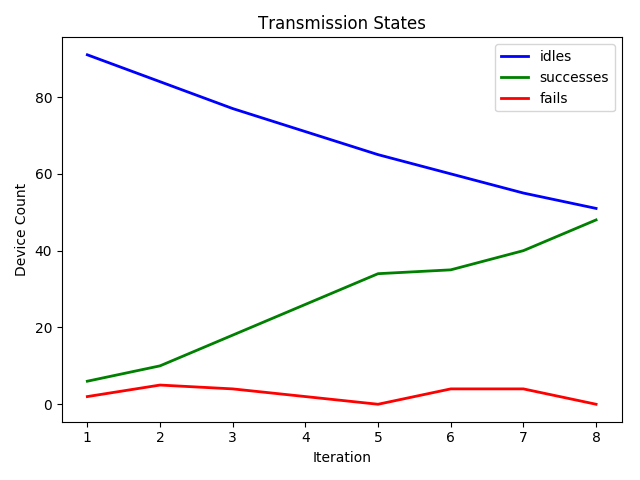 Transmission States
idles
successes
fails
Device Count
80
60
40
20
0
1 2 3 4 5 6 7 8
Iteration